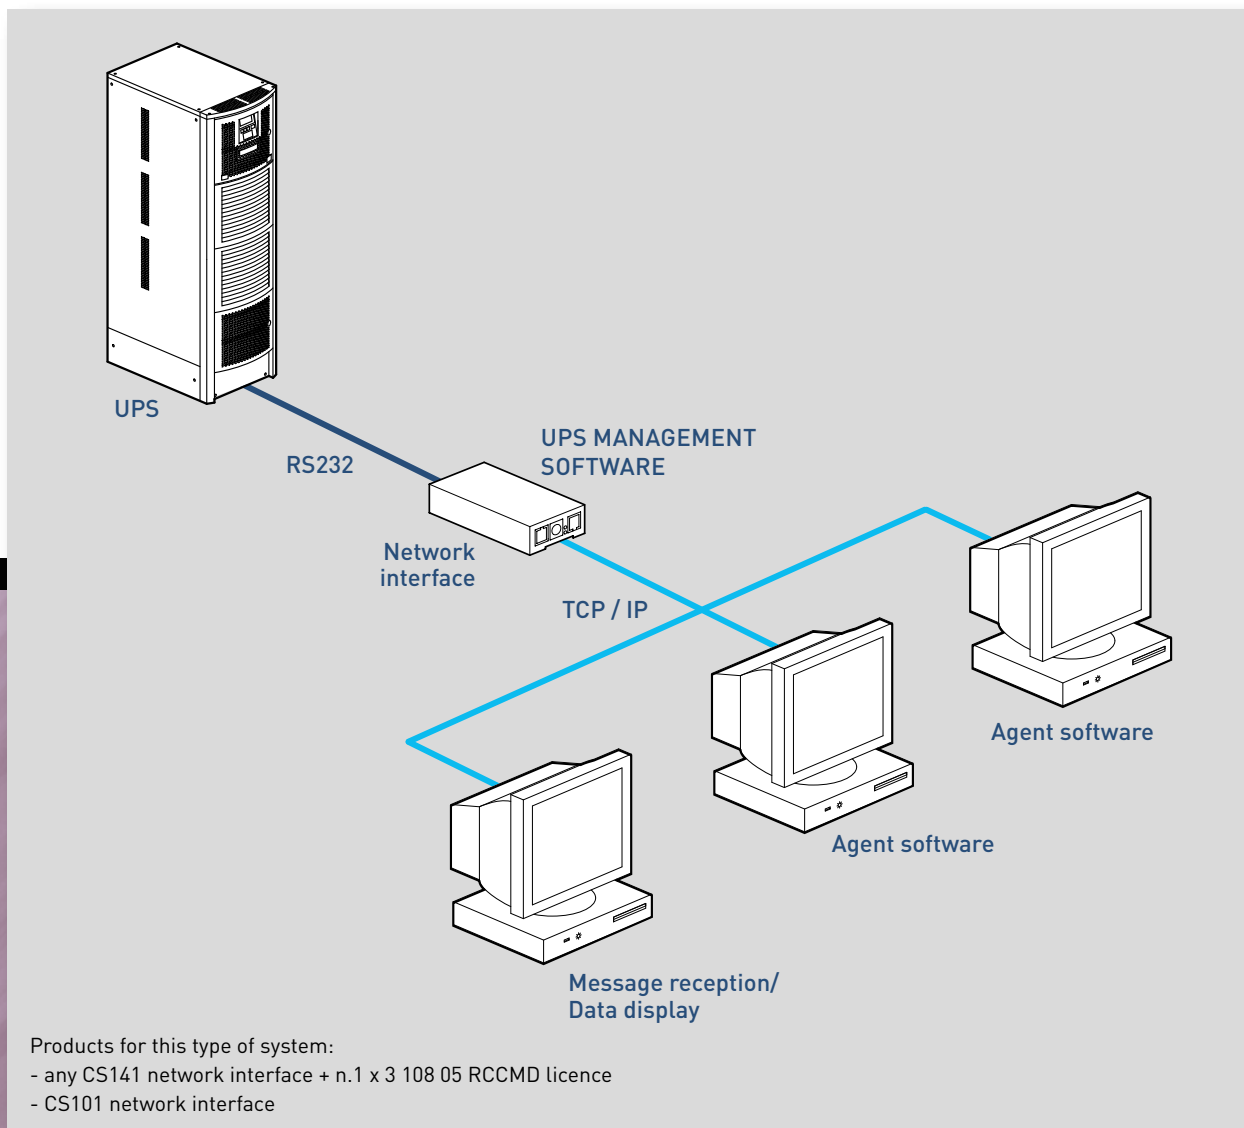 UPS
RS232
UPS MANAGEMENT
SOFTWARE
Network
interface
TCP / IP
Agent software
Agent software
Message reception/
Data display
Products for this type of system:
- any CS141 network interface + n.1 x 3 108 05 RCCMD licence
- CS101 network interface